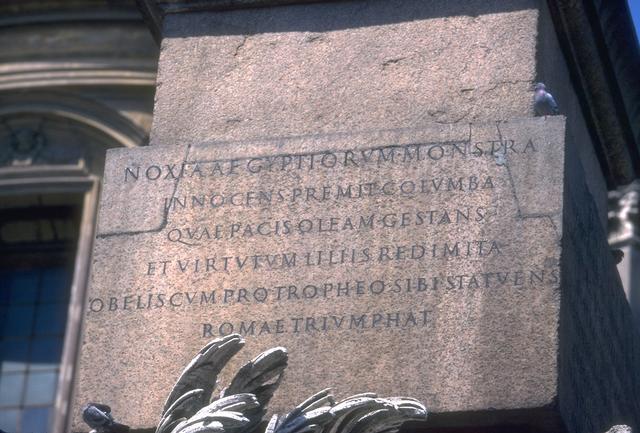 NOXIA AEGYPTIORVM MONSTRA
INNOCENS PREMIT COLVMBA
QVAE PACIS OLEAM GESTANS
ET VIRTVTVM LILIIS REDIMITA
OBELISCVM PRO TROPHEO SIBI STATVENS
ROMAE TRIVMPHAT